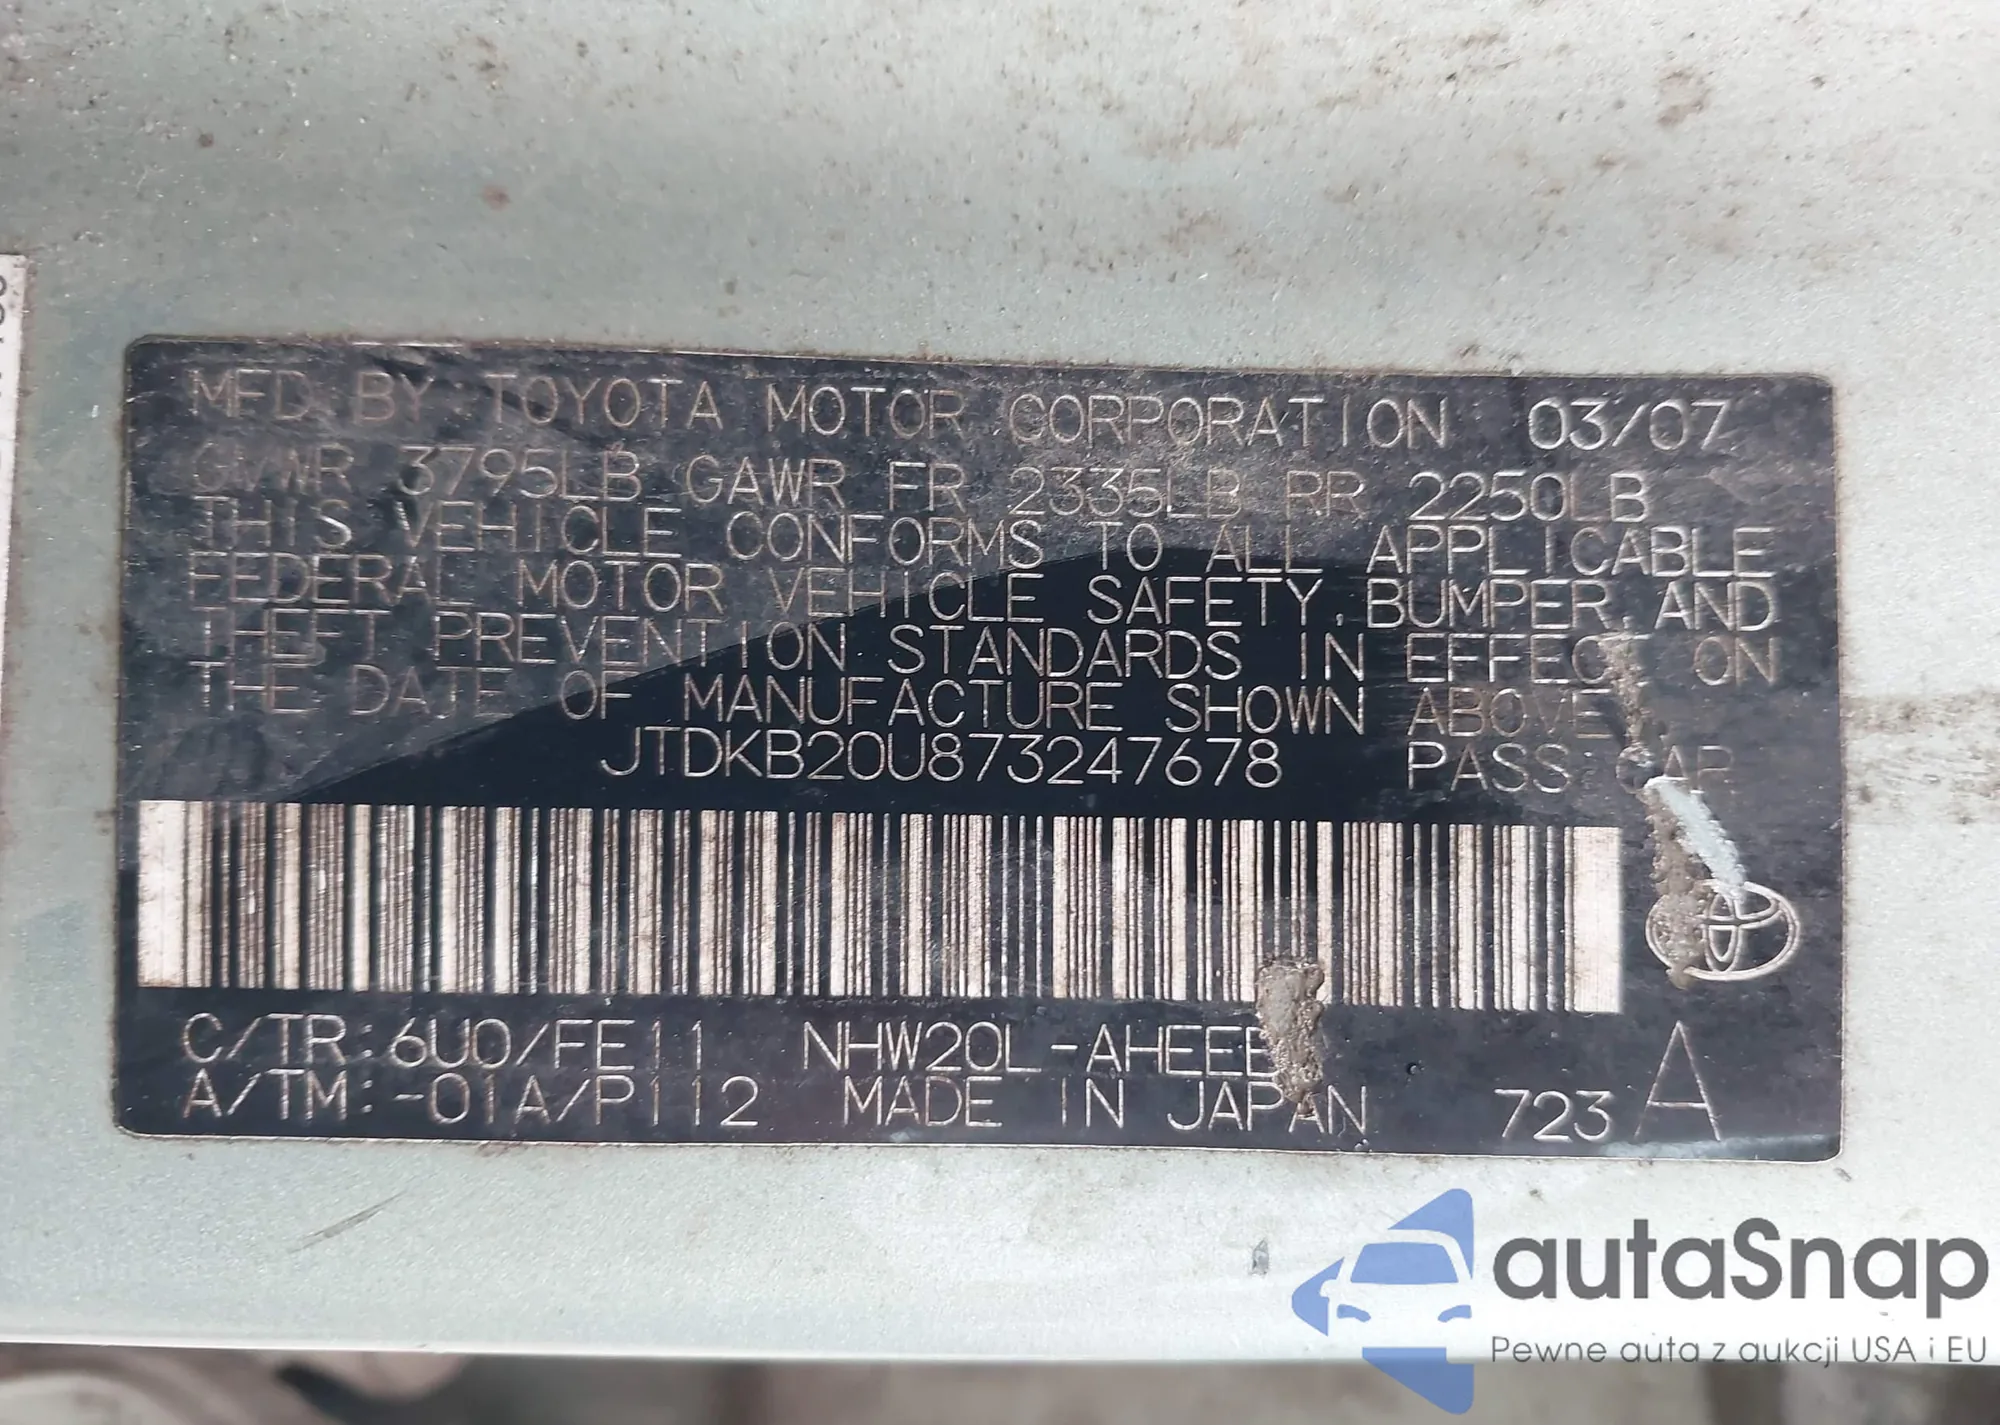 MFD. BY: TOYOTA MOTOR CORPORATION 03/07
GVWR 3795LB GAWR FR 2335LB RR 2250LB
THIS VEHICLE CONFORMS TO ALL APPLICABLE
FEDERAL MOTOR VEHICLE SAFETY, BUMPER, AND
THEFT PREVENTION STANDARDS IN EFFECT ON
THE DATE OF MANUFACTURE SHOWN ABOVE.
JTDKB20U873247678 PASS. CAR
C/TR:6U0/FE11 NHW20L-AHEEB
A/TM:-01A/P112 MADE IN JAPAN 723 A
autaSnap
Pewne auta z aukcji USA i EU